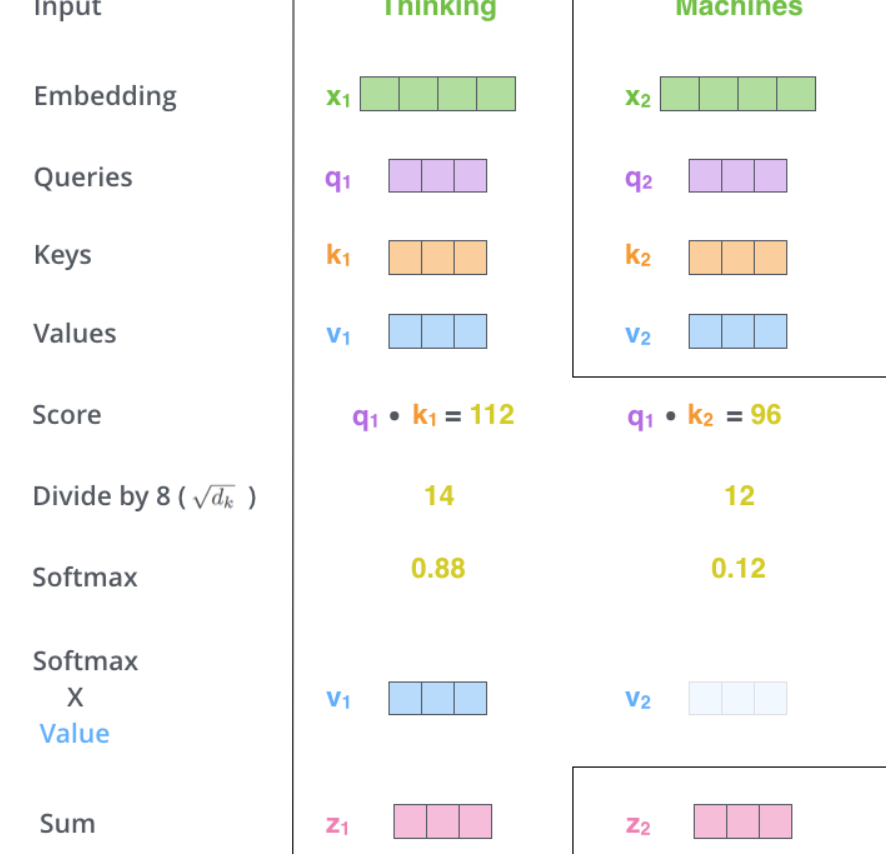 Input Thinking Machines
Embedding x₁ x₂
Queries q₁ q₂
Keys k₁ k₂
Values v₁ v₂
Score q₁ • k₁ = 112 q₁ • k₂ = 96
Divide by 8 ( √dₖ ) 14 12
Softmax 0.88 0.12
Softmax
X v₁ v₂
Value
Sum z₁ z₂